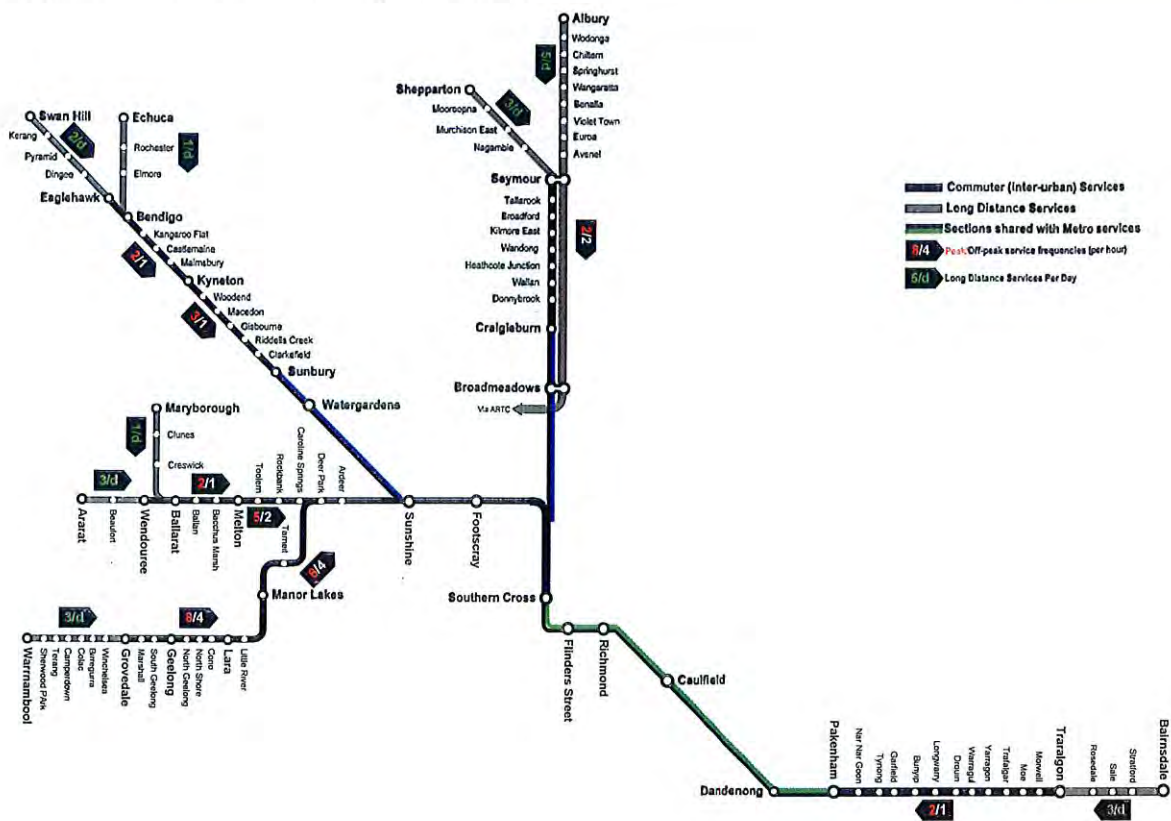 Albury
Wodonga
Chiltern
Springhurst
Wangaratta
Benalla
Violet Town
Euroa
Avenel
5/d
Shepparton
Mooroopna
Murchison East
Nagambie
3/d
Seymour
Tallarook
Broadford
Kilmore East
Wandong
Heathcote Junction
Wallan
Donnybrook
Craigieburn
Broadmeadows
Via ARTC
2/2
Swan Hill
Kerang
Pyramid
Dingee
Eaglehawk
2/d
Echuca
Rochester
Elmore
1/d
Bendigo
Kangaroo Flat
Castlemaine
Malmsbury
Kyneton
Woodend
Macedon
Gisbourne
Riddells Creek
Clarkefield
Sunbury
Watergardens
2/1
3/1
Commuter (Inter-urban) Services
Long Distance Services
Sections shared with Metro services
8/4 Peak/Off-peak service frequencies (per hour)
5/d Long Distance Services Per Day
Maryborough
Clunes
Creswick
1/d
3/d
2/1
Ararat
Beaufort
Wendouree
Ballarat
Ballan
Bacchus Marsh
Melton
Toolern
Rockbank
Caroline Springs
Deer Park
Ardeer
5/2
Sunshine
Footscray
Tarneit
6/4
Manor Lakes
Southern Cross
3/d
8/4
Warrnambool
Sherwood PArk
Terang
Camperdown
Colac
Birregurra
Winchelsea
Grovedale
Marshall
South Geelong
Geelong
North Geelong
North Shore
Corio
Lara
Little River
Flinders Street
Richmond
Caulfield
Dandenong
Pakenham
Nar Nar Goon
Tynong
Garfield
Bunyip
Longwarry
Drouin
Warragul
Yarragon
Trafalgar
Moe
Morwell
Traralgon
Rosedale
Sale
Stratford
Bairnsdale
2/1
3/d